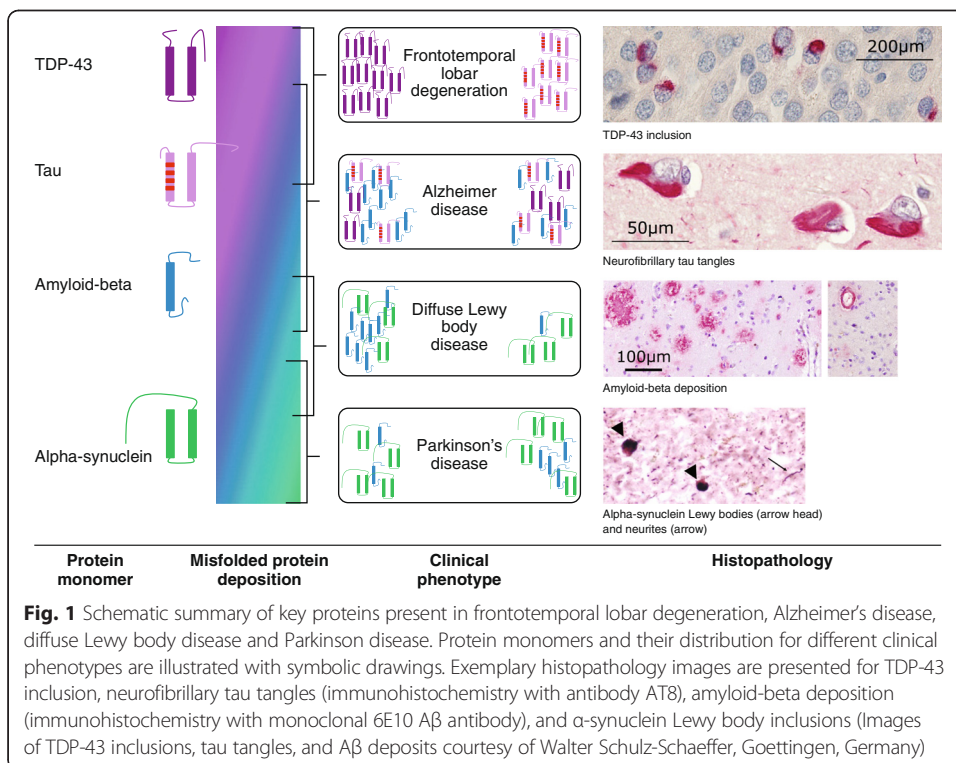 TDP-43
Tau
Amyloid-beta
Alpha-synuclein
Frontotemporal
lobar
degeneration
Alzheimer
disease
Diffuse Lewy
body
disease
Parkinson's
disease
200µm
TDP-43 inclusion
50µm
Neurofibrillary tau tangles
100µm
Amyloid-beta deposition
Alpha-synuclein Lewy bodies (arrow head)
and neurites (arrow)
Protein
monomer
Misfolded protein
deposition
Clinical
phenotype
Histopathology
Fig. 1 Schematic summary of key proteins present in frontotemporal lobar degeneration, Alzheimer's disease,
diffuse Lewy body disease and Parkinson disease. Protein monomers and their distribution for different clinical
phenotypes are illustrated with symbolic drawings. Exemplary histopathology images are presented for TDP-43
inclusion, neurofibrillary tau tangles (immunohistochemistry with antibody AT8), amyloid-beta deposition
(immunohistochemistry with monoclonal 6E10 Aβ antibody), and α-synuclein Lewy body inclusions (Images
of TDP-43 inclusions, tau tangles, and Aβ deposits courtesy of Walter Schulz-Schaeffer, Goettingen, Germany)